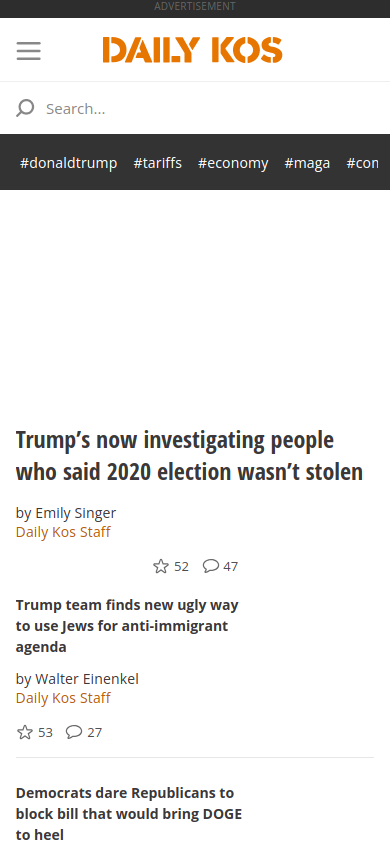 ADVERTISEMENT
DAILY KOS
Search...
#donaldtrump #tariffs #economy #maga
Trump's now investigating people
who said 2020 election wasn't stolen
by Emily Singer
Daily Kos Staff
52 47
Trump team finds new ugly way
to use Jews for anti-immigrant
agenda
by Walter Einenkel
Daily Kos Staff
53 27
Democrats dare Republicans to
block bill that would bring DOGE
to heel